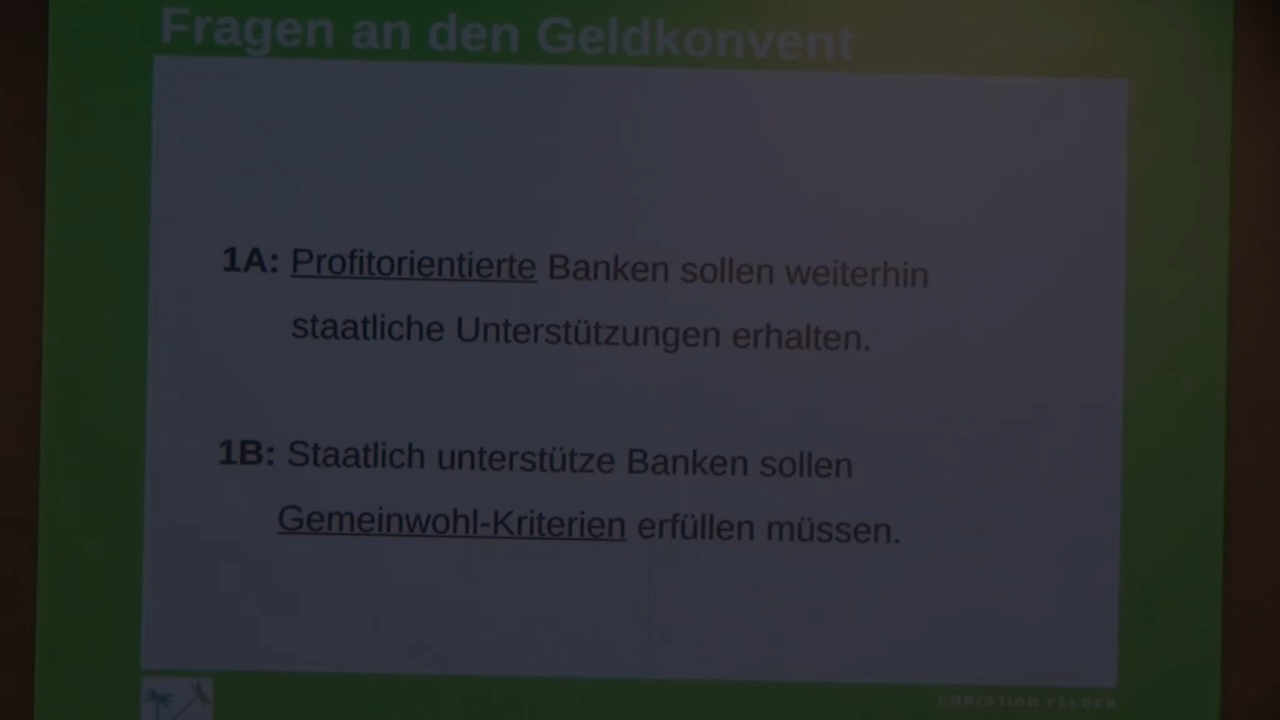 Fragen an den Geldkonvent
1A: Profitorientierte Banken sollen weiterhin
staatliche Unterstützungen erhalten.
1B: Staatlich unterstütze Banken sollen
Gemeinwohl-Kriterien erfüllen müssen.
CHRISTIAN FELBER